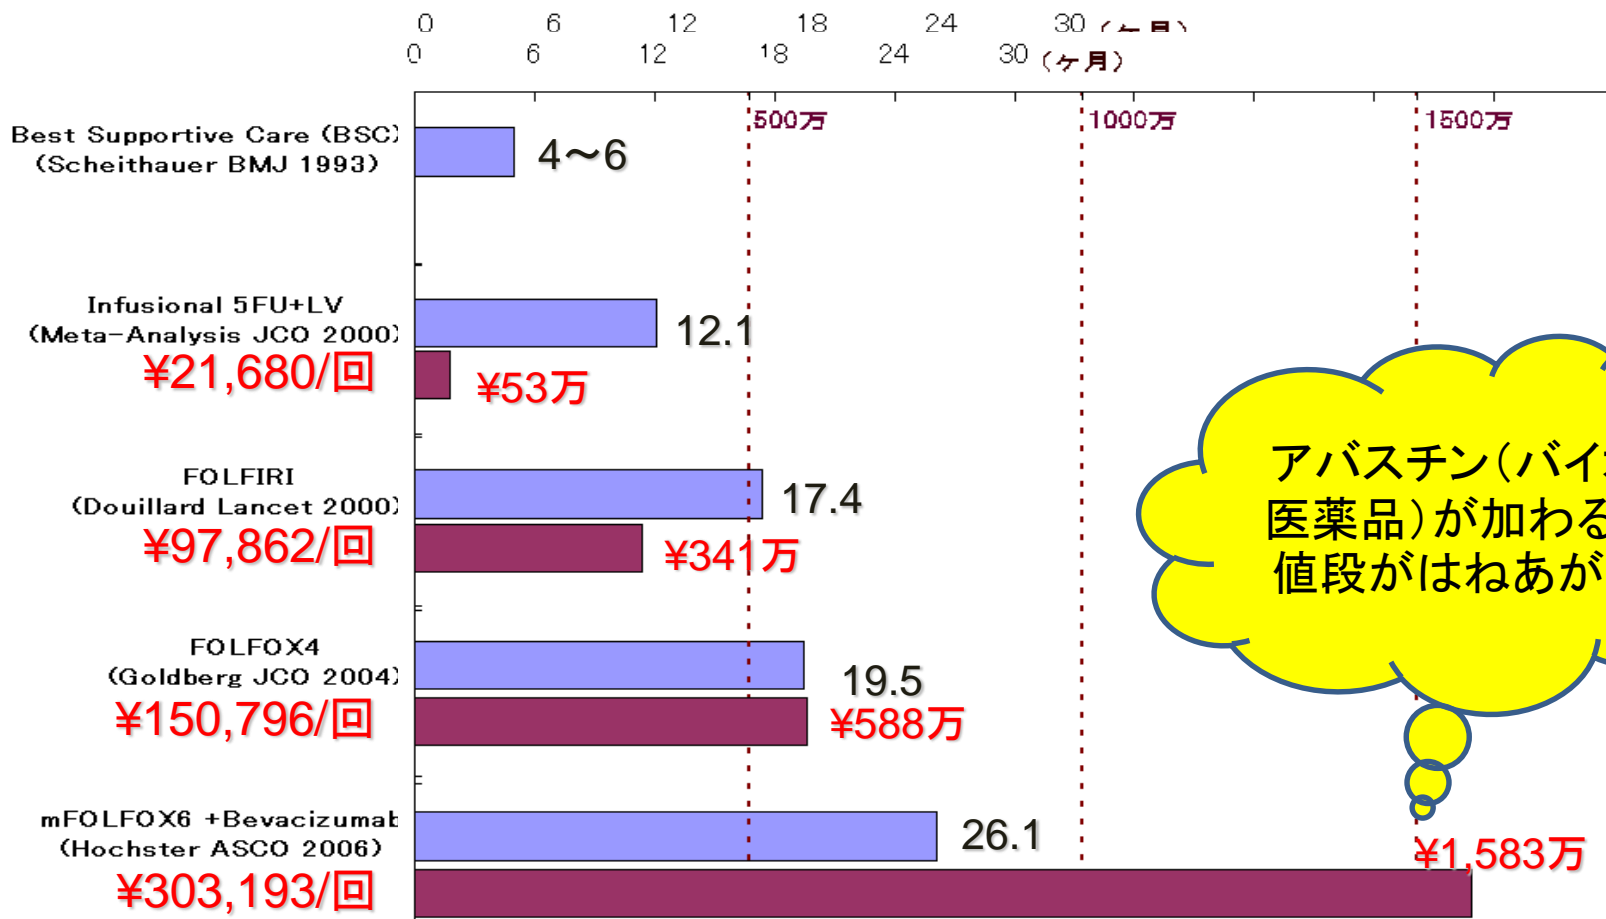 0 6 12 18 24 30 (ヶ月)
0 6 12 18 24 30 (ヶ月)
500万 1000万 1500万
Best Supportive Care (BSC)
(Scheithauer BMJ 1993)
4～6
Infusional 5FU+LV
(Meta-Analysis JCO 2000)
12.1
¥21,680/回
¥53万
FOLFIRI
(Douillard Lancet 2000)
17.4
¥97,862/回
¥341万
アバスチン（バイオ
医薬品）が加わる
値段がはねあが
FOLFOX4
(Goldberg JCO 2004)
19.5
¥150,796/回
¥588万
mFOLFOX6 +Bevacizumab
(Hochster ASCO 2006)
26.1
¥303,193/回
¥1,583万